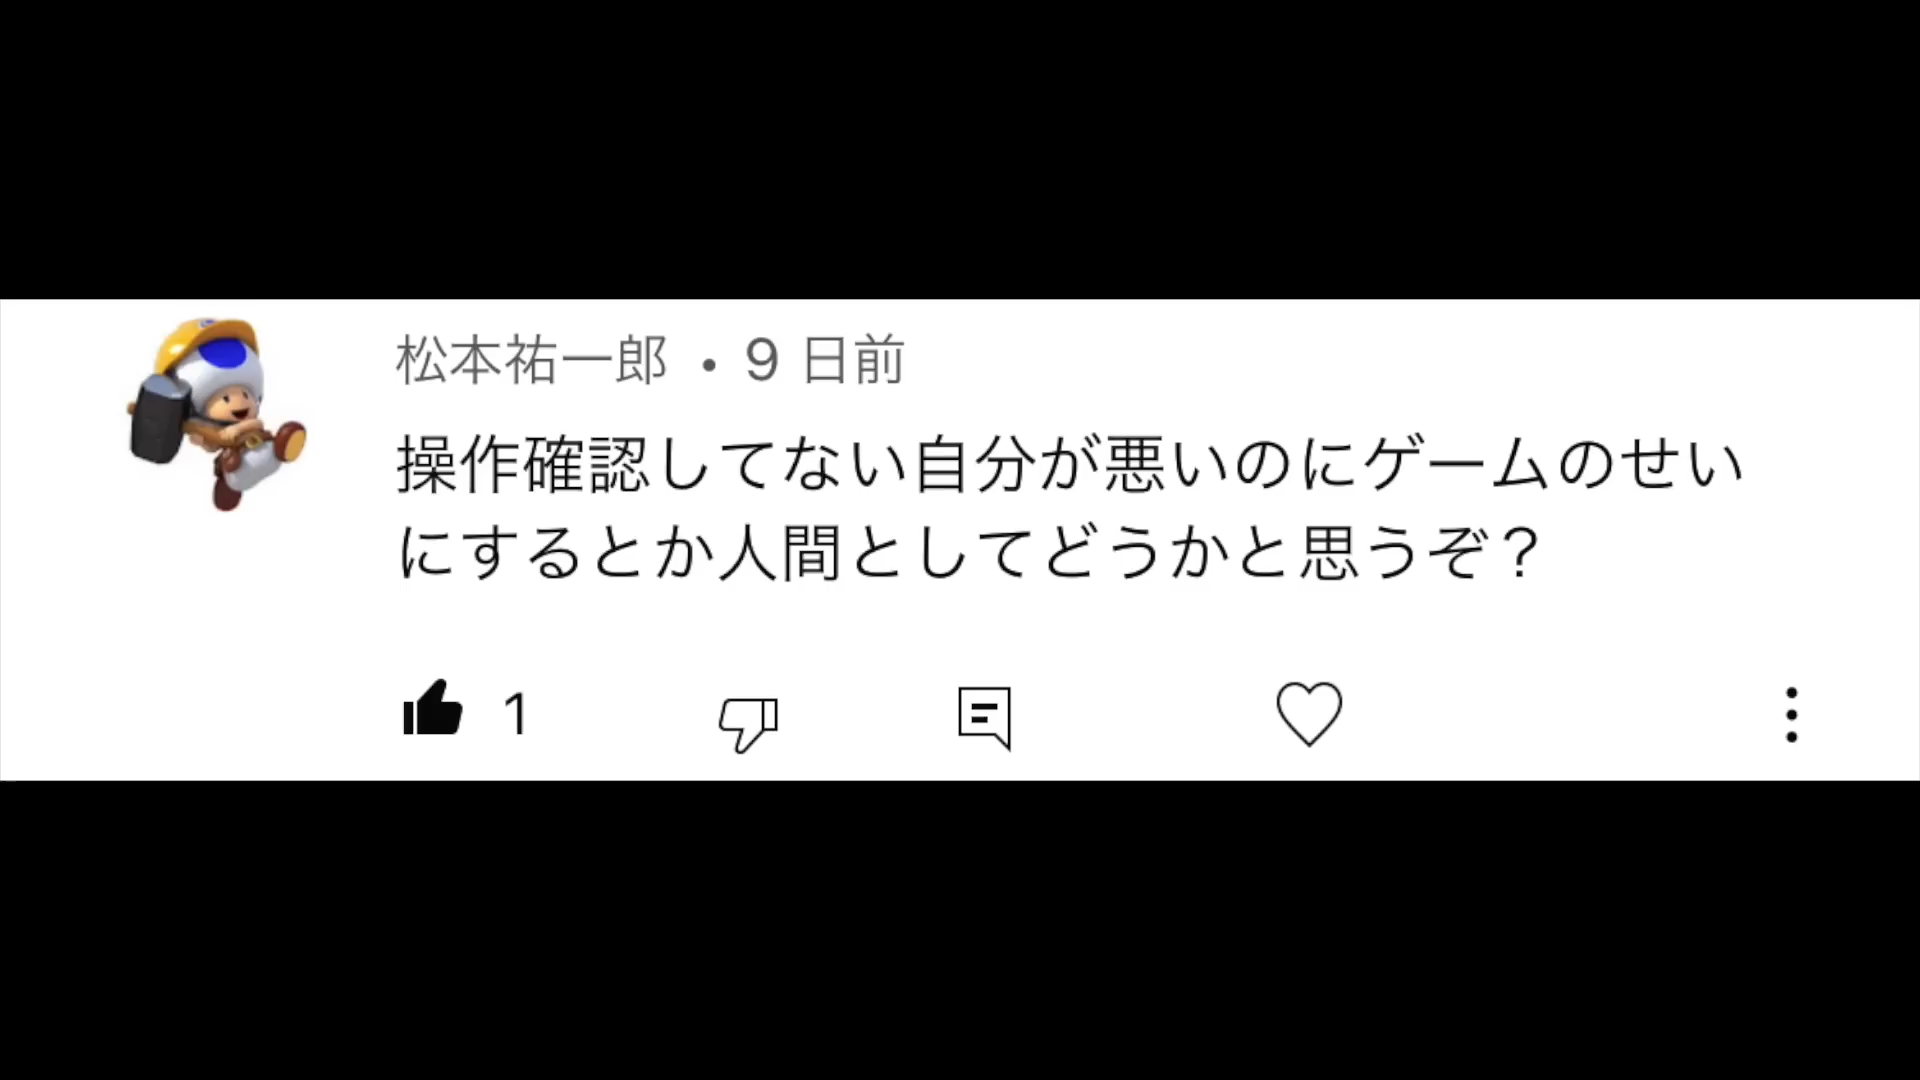 松本祐一郎 • 9 日前
操作確認してない自分が悪いのにゲームのせい
にするとか人間としてどうかと思うぞ？
1